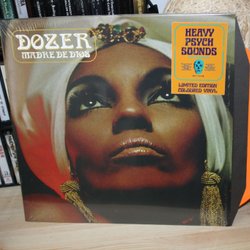 DOZER
MADRE DE DIOS
HEAVY
PSYCH
SOUNDS
LIMITED EDITION
COLOURED VINYL